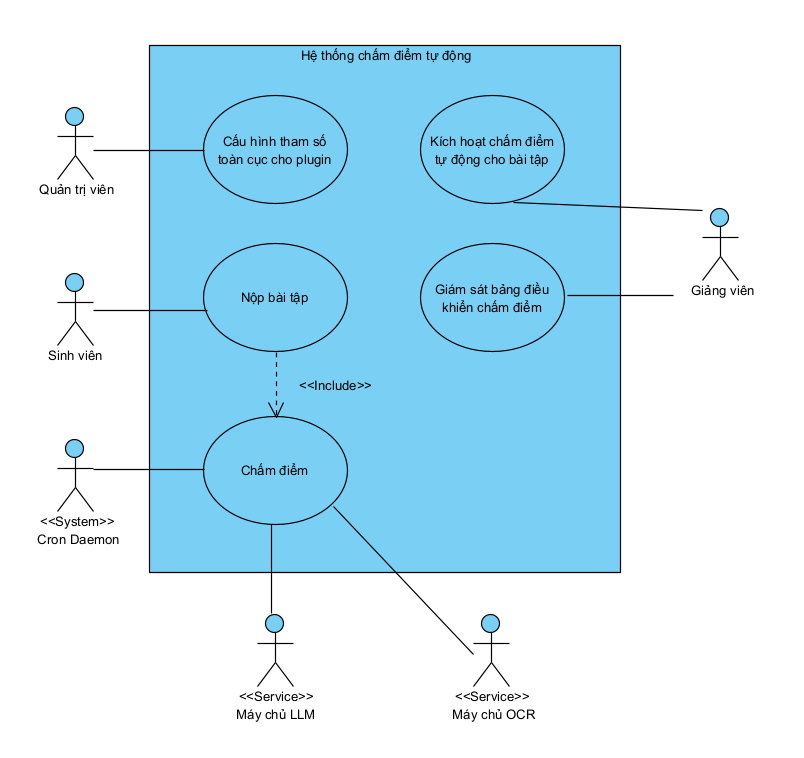 Hệ thống chấm điểm tự động
Cấu hình tham số
toàn cục cho plugin
Kích hoạt chấm điểm
tự động cho bài tập
Quản trị viên
Nộp bài tập
Giám sát bảng điều
khiển chấm điểm
Giảng viên
Sinh viên
<<Include>>
Chấm điểm
<<System>>
Cron Daemon
<<Service>>
Máy chủ LLM
<<Service>>
Máy chủ OCR